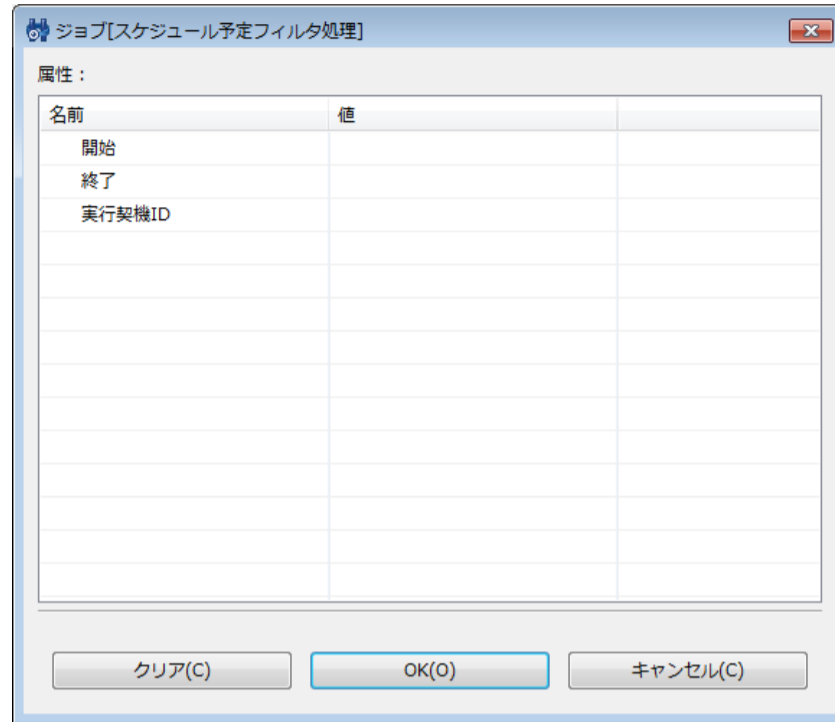 ジョブ[スケジュール予定フィルタ処理]
属性：
名前 値
開始
終了
実行契機ID
クリア(C) OK(O) キャンセル(C)